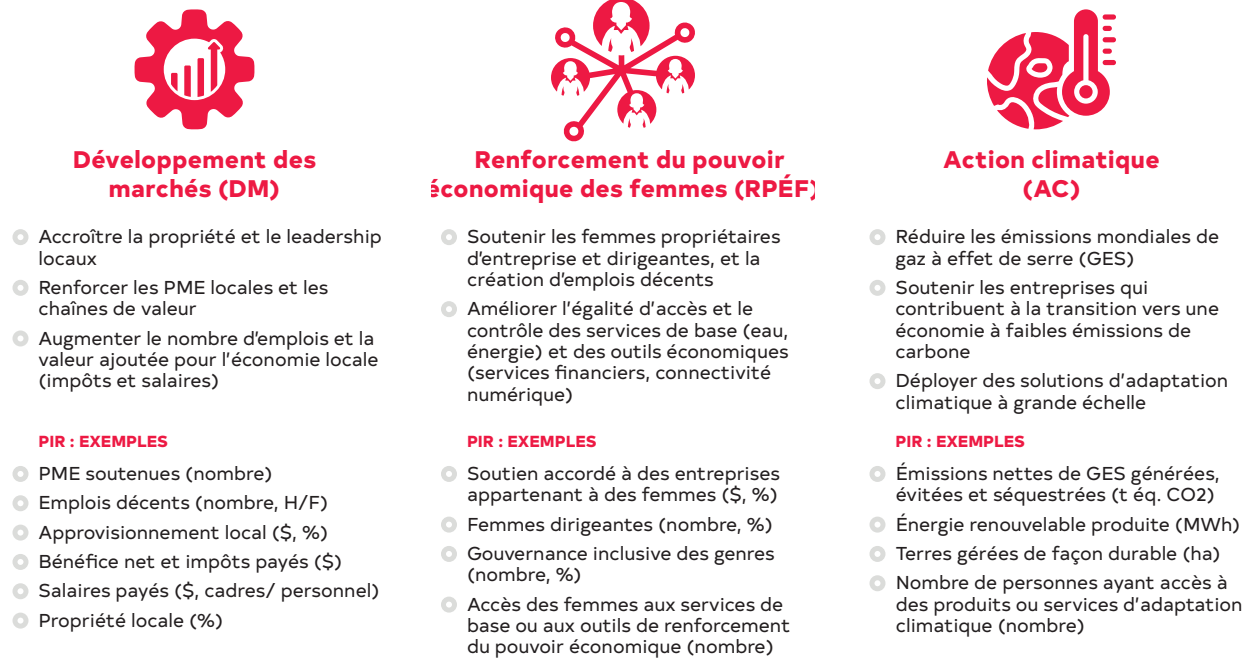 Développement des
marchés (DM)
Accroître la propriété et le leadership
locaux
Renforcer les PME locales et les
chaînes de valeur
Augmenter le nombre d'emplois et la
valeur ajoutée pour l'économie locale
(impôts et salaires)
PIR : EXEMPLES
PME soutenues (nombre)
Emplois décents (nombre, H/F)
Approvisionnement local ($, %)
Bénéfice net et impôts payés ($)
Salaires payés ($, cadres/ personnel)
Propriété locale (%)
Renforcement du pouvoir
économique des femmes (RPÉF)
Soutenir les femmes propriétaires
d'entreprise et dirigeantes, et la
création d'emplois décents
Améliorer l'égalité d'accès et le
contrôle des services de base (eau,
énergie) et des outils économiques
(services financiers, connectivité
numérique)
PIR : EXEMPLES
Soutien accordé à des entreprises
appartenant à des femmes ($, %)
Femmes dirigeantes (nombre, %)
Gouvernance inclusive des genres
(nombre, %)
Accès des femmes aux services de
base ou aux outils de renforcement
du pouvoir économique (nombre)
Action climatique
(AC)
Réduire les émissions mondiales de
gaz à effet de serre (GES)
Soutenir les entreprises qui
contribuent à la transition vers une
économie à faibles émissions de
carbone
Déployer des solutions d'adaptation
climatique à grande échelle
PIR : EXEMPLES
Émissions nettes de GES générées,
évitées et séquestrées (t éq. CO2)
Énergie renouvelable produite (MWh)
Terres gérées de façon durable (ha)
Nombre de personnes ayant accès à
des produits ou services d'adaptation
climatique (nombre)